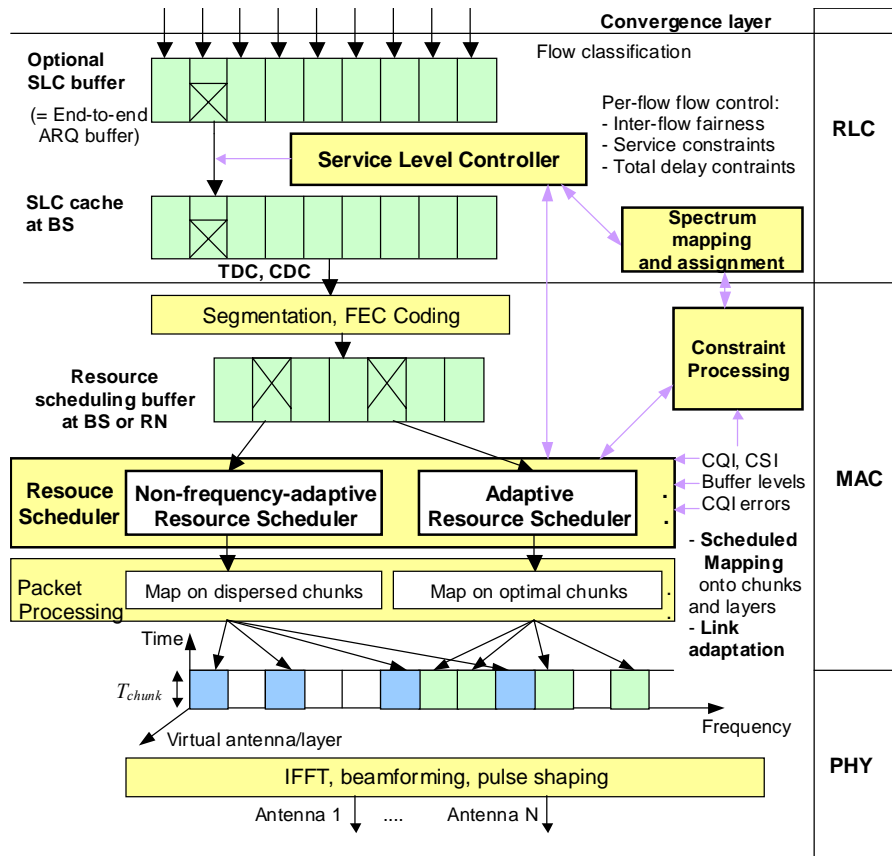 Convergence layer
Flow classification
Optional
SLC buffer
(= End-to-end
ARQ buffer)
Per-flow flow control:
- Inter-flow fairness
- Service constraints
- Total delay contraints
RLC
Service Level Controller
SLC cache
at BS
Spectrum
mapping
and assignment
TDC, CDC
Segmentation, FEC Coding
Constraint
Processing
Resource
scheduling buffer
at BS or RN
CQI, CSI
Buffer levels
CQI errors
MAC
Resouce
Scheduler
Non-frequency-adaptive
Resource Scheduler
Adaptive
Resource Scheduler
.
.
- Scheduled
Mapping
onto chunks
and layers
- Link
adaptation
Packet
Processing
Map on dispersed chunks
Map on optimal chunks
.
.
Time
Tchunk
Frequency
Virtual antenna/layer
PHY
IFFT, beamforming, pulse shaping
Antenna 1 .... Antenna N